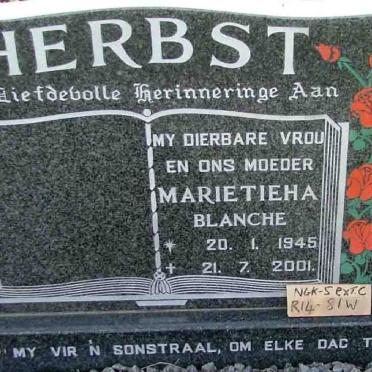 HERBST
Liefdevolle Herinneringe Aan
MY DIERBARE VROU
EN ONS MOEDER
MARIETIEHA
BLANCHE
* 20. 1. 1945
+ 21. 7. 2001.
NGK-5 EXT C
R14-81W
MY VIR 'N SONSTRAAL, OM ELKE DAG